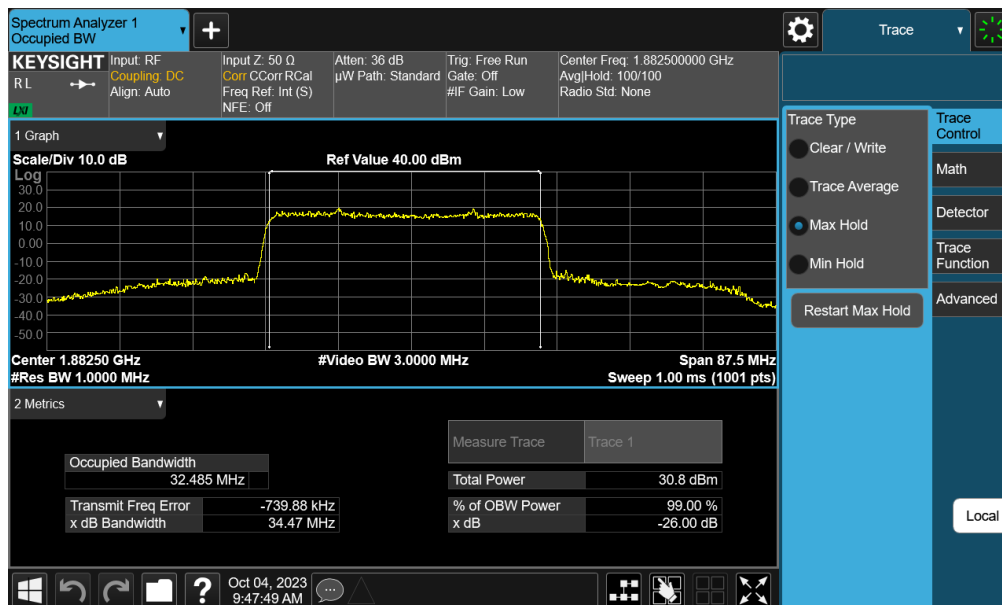 Spectrum Analyzer 1
Occupied BW
+
Trace
KEYSIGHT
R L
LXI
Input: RF
Coupling: DC
Align: Auto
Input Z: 50 Ω
Corr CCorr RCal
Freq Ref: Int (S)
NFE: Off
Atten: 36 dB
µW Path: Standard
Trig: Free Run
Gate: Off
#IF Gain: Low
Center Freq: 1.882500000 GHz
Avg|Hold: 100/100
Radio Std: None
1 Graph
Scale/Div 10.0 dB
Ref Value 40.00 dBm
Log
30.0
20.0
10.0
0.00
-10.0
-20.0
-30.0
-40.0
-50.0
Center 1.88250 GHz
#Video BW 3.0000 MHz
Span 87.5 MHz
#Res BW 1.0000 MHz
Sweep 1.00 ms (1001 pts)
2 Metrics
Measure Trace
Trace 1
Occupied Bandwidth
32.485 MHz
Total Power
30.8 dBm
Transmit Freq Error
-739.88 kHz
% of OBW Power
99.00 %
x dB Bandwidth
34.47 MHz
x dB
-26.00 dB
Trace Type
Clear / Write
Trace Average
Max Hold
Min Hold
Restart Max Hold
Trace
Control
Math
Detector
Trace
Function
Advanced
Local
?
Oct 04, 2023
9:47:49 AM